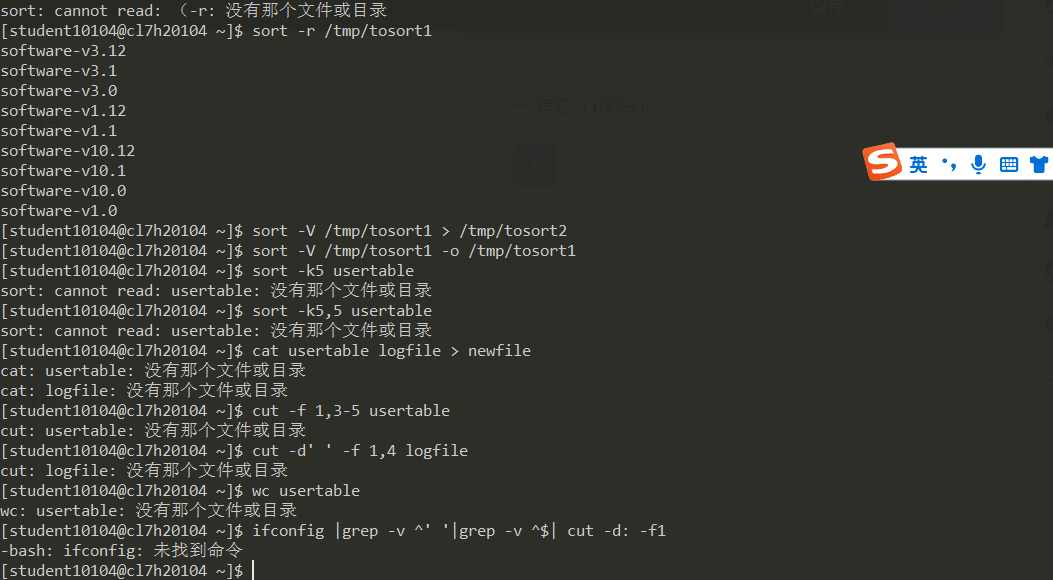 sort: cannot read: （-r: 没有那个文件或目录
[student10104@cl7h20104 ~]$ sort -r /tmp/tosort1
software-v3.12
software-v3.1
software-v3.0
software-v1.12
software-v1.1
software-v10.12
software-v10.1
software-v10.0
software-v1.0
[student10104@cl7h20104 ~]$ sort -V /tmp/tosort1 > /tmp/tosort2
[student10104@cl7h20104 ~]$ sort -V /tmp/tosort1 -o /tmp/tosort1
[student10104@cl7h20104 ~]$ sort -k5 usertable
sort: cannot read: usertable: 没有那个文件或目录
[student10104@cl7h20104 ~]$ sort -k5,5 usertable
sort: cannot read: usertable: 没有那个文件或目录
[student10104@cl7h20104 ~]$ cat usertable logfile > newfile
cat: usertable: 没有那个文件或目录
cat: logfile: 没有那个文件或目录
[student10104@cl7h20104 ~]$ cut -f 1,3-5 usertable
cut: usertable: 没有那个文件或目录
[student10104@cl7h20104 ~]$ cut -d' ' -f 1,4 logfile
cut: logfile: 没有那个文件或目录
[student10104@cl7h20104 ~]$ wc usertable
wc: usertable: 没有那个文件或目录
[student10104@cl7h20104 ~]$ ifconfig |grep -v ^' '|grep -v ^$| cut -d: -f1
-bash: ifconfig: 未找到命令
[student10104@cl7h20104 ~]$
S 英